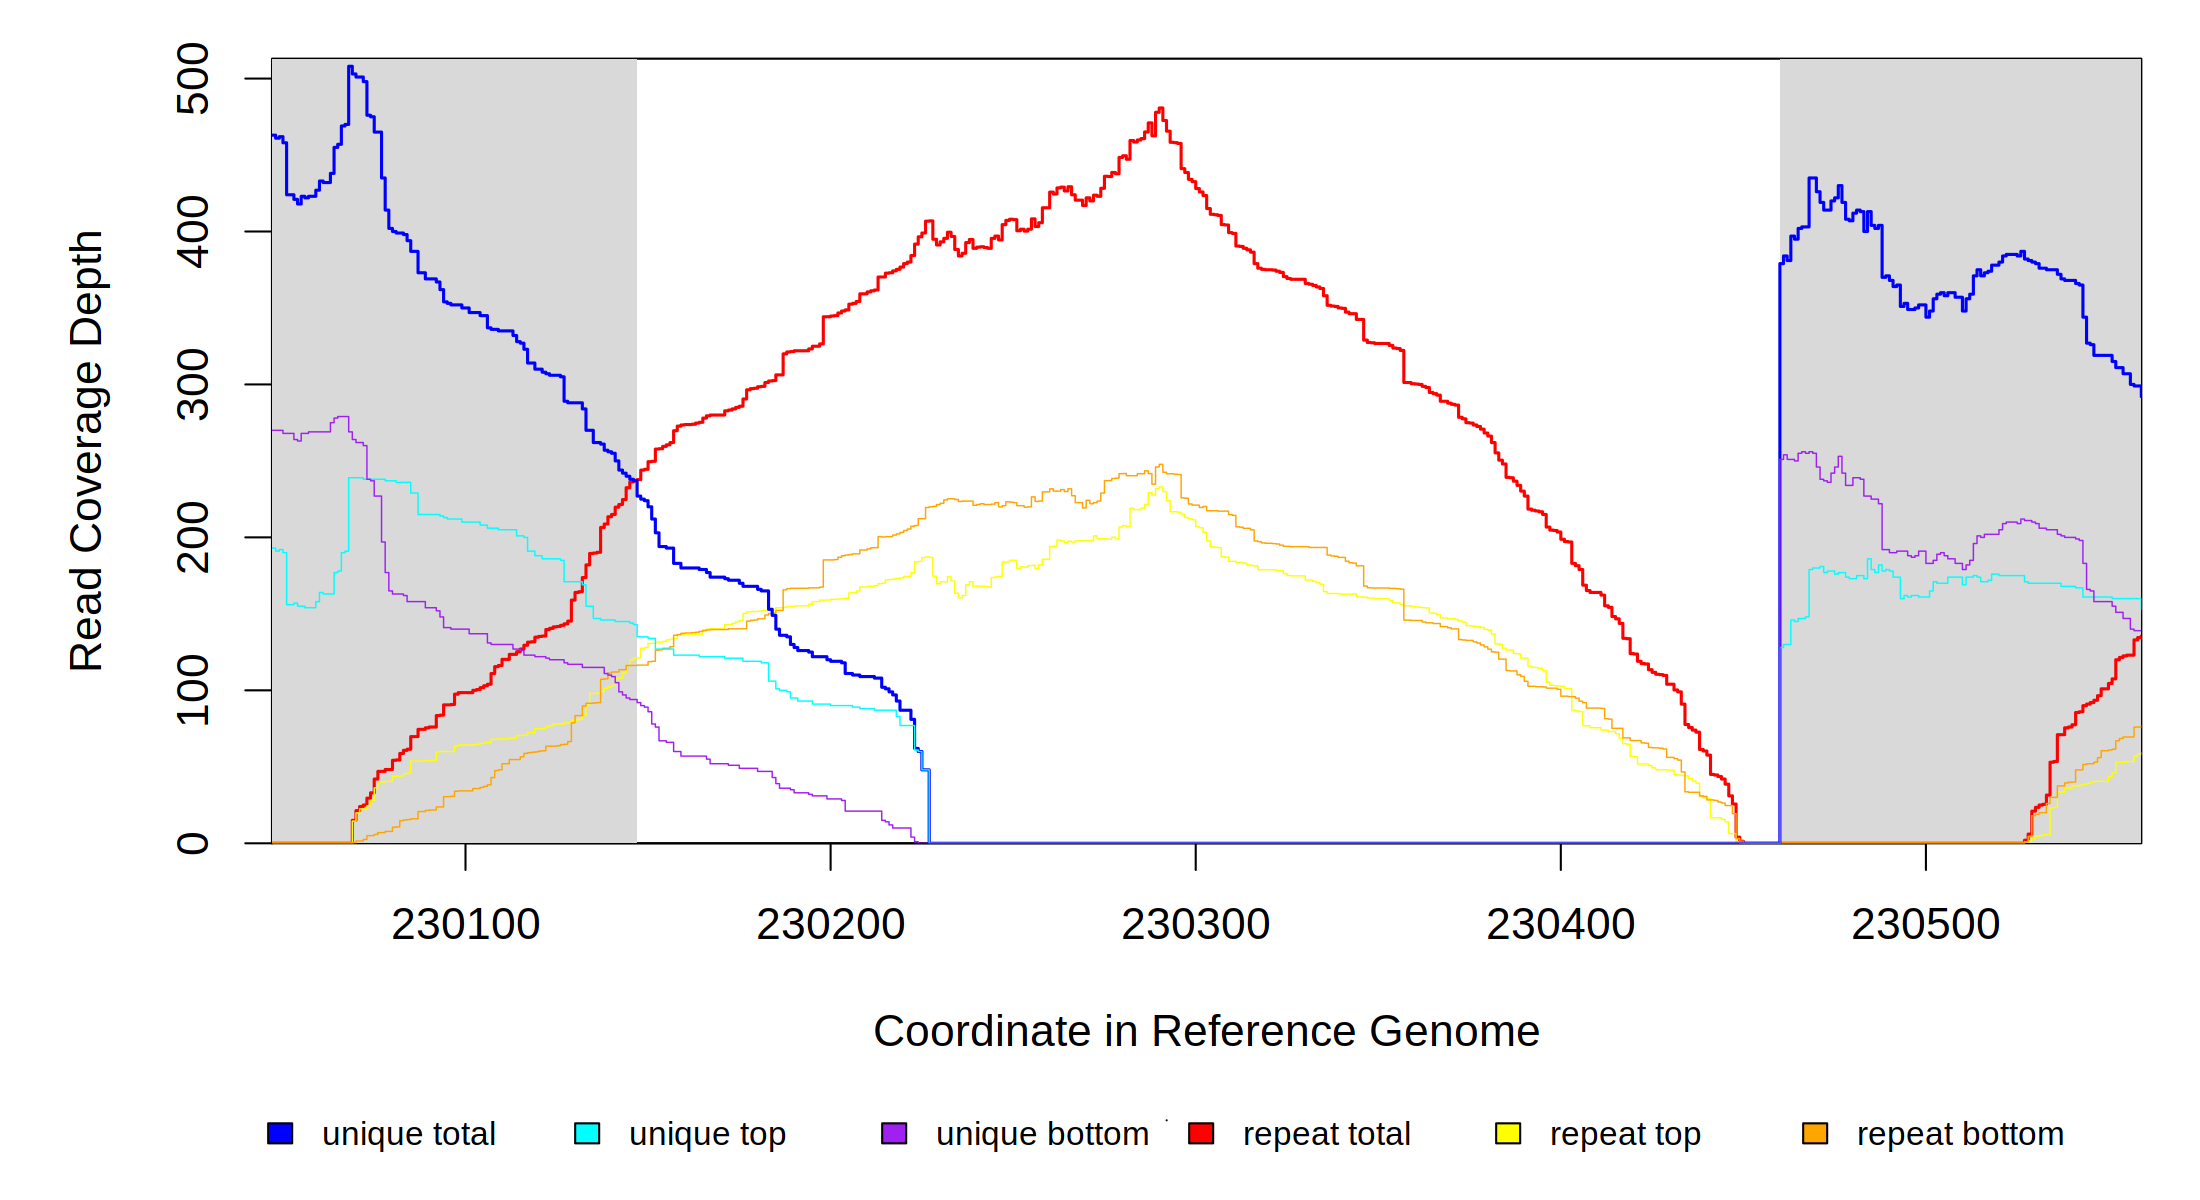 Read Coverage Depth
500
400
300
200
100
0
230100 230200 230300 230400 230500
Coordinate in Reference Genome
unique total unique top unique bottom repeat total repeat top repeat bottom